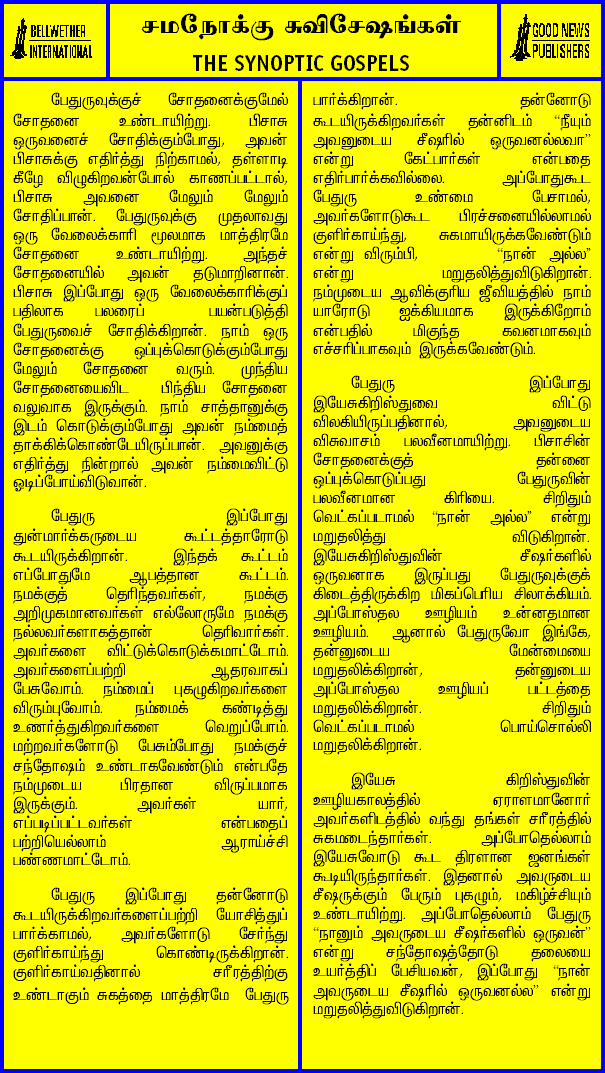 BELLWETHER
INTERNATIONAL
சமநோக்கு சுவிசேஷங்கள்
THE SYNOPTIC GOSPELS
GOOD NEWS
PUBLISHERS
பேதுருவுக்குச் சோதனைக்குமேல்
சோதனை உண்டாயிற்று. பிசாசு
ஒருவனைச் சோதிக்கும்போது, அவன்
பிசாசுக்கு எதிர்த்து நிற்காமல், தள்ளாடி
கீழே விழுகிறவன்போல் காணப்பட்டால்,
பிசாசு அவனை மேலும் மேலும்
சோதிப்பான். பேதுருவுக்கு முதலாவது
ஒரு வேலைக்காரி மூலமாக மாத்திரமே
சோதனை உண்டாயிற்று. அந்தச்
சோதனையில் அவன் தடுமாறினான்.
பிசாசு இப்போது ஒரு வேலைக்காரிக்குப்
பதிலாக பலரைப் பயன்படுத்தி
பேதுருவைச் சோதிக்கிறான். நாம் ஒரு
சோதனைக்கு ஒப்புக்கொடுக்கும்போது
மேலும் சோதனை வரும். முந்திய
சோதனையைவிட பிந்திய சோதனை
வலுவாக இருக்கும். நாம் சாத்தானுக்கு
இடம் கொடுக்கும்போது அவன் நம்மைத்
தாக்கிக்கொண்டேயிருப்பான். அவனுக்கு
எதிர்த்து நின்றால் அவன் நம்மைவிட்டு
ஓடிப்போய்விடுவான்.
பேதுரு இப்போது
துன்மார்க்கருடைய கூட்டத்தாரோடு
கூடயிருக்கிறான். இந்தக் கூட்டம்
எப்போதுமே ஆபத்தான கூட்டம்.
நமக்குத் தெரிந்தவர்கள், நமக்கு
அறிமுகமானவர்கள் எல்லோருமே நமக்கு
நல்லவர்களாகத்தான் தெரிவார்கள்.
அவர்களை விட்டுக்கொடுக்கமாட்டோம்.
அவர்களைப்பற்றி ஆதரவாகப்
பேசுவோம். நம்மைப் புகழுகிறவர்களை
விரும்புவோம். நம்மைக் கண்டித்து
உணர்த்துகிறவர்களை வெறுப்போம்.
மற்றவர்களோடு பேசும்போது நமக்குச்
சந்தோஷம் உண்டாகவேண்டும் என்பதே
நம்முடைய பிரதான விருப்பமாக
இருக்கும். அவர்கள் யார்,
எப்படிப்பட்டவர்கள் என்பதைப்
பற்றியெல்லாம் ஆராய்ச்சி
பண்ணமாட்டோம்.
பேதுரு இப்போது தன்னோடு
கூடயிருக்கிறவர்களைப்பற்றி யோசித்துப்
பார்க்காமல், அவர்களோடு சேர்ந்து
குளிர்காய்ந்து கொண்டிருக்கிறான்.
குளிர்காய்வதினால் சரீரத்திற்கு
உண்டாகும் சுகத்தை மாத்திரமே பேதுரு
பார்க்கிறான். தன்னோடு
கூடயிருக்கிறவர்கள் தன்னிடம் “நீயும்
அவனுடைய சீஷரில் ஒருவனல்லவா”
என்று கேட்பார்கள் என்பதை
எதிர்பார்க்கவில்லை. அப்போதுகூட
பேதுரு உண்மை பேசாமல்,
அவர்களோடுகூட பிரச்சனையில்லாமல்
குளிர்காய்ந்து, சுகமாயிருக்கவேண்டும்
என்று விரும்பி, “நான் அல்ல”
என்று மறுதலித்துவிடுகிறான்.
நம்முடைய ஆவிக்குரிய ஜீவியத்தில் நாம்
யாரோடு ஐக்கியமாக இருக்கிறோம்
என்பதில் மிகுந்த கவனமாகவும்
எச்சரிப்பாகவும் இருக்கவேண்டும்.
பேதுரு இப்போது
இயேசுகிறிஸ்துவை விட்டு
விலகியிருப்பதினால், அவனுடைய
விசுவாசம் பலவீனமாயிற்று. பிசாசின்
சோதனைக்குத் தன்னை
ஒப்புக்கொடுப்பது பேதுருவின்
பலவீனமான கிரியை. சிறிதும்
வெட்கப்படாமல் “நான் அல்ல” என்று
மறுதலித்து விடுகிறான்.
இயேசுகிறிஸ்துவின் சீஷர்களில்
ஒருவனாக இருப்பது பேதுருவுக்குக்
கிடைத்திருக்கிற மிகப்பெரிய சிலாக்கியம்.
அப்போஸ்தல ஊழியம் உன்னதமான
ஊழியம். ஆனால் பேதுருவோ இங்கே,
தன்னுடைய மேன்மையை
மறுதலிக்கிறான், தன்னுடைய
அப்போஸ்தல ஊழியப் பட்டத்தை
மறுதலிக்கிறான். சிறிதும்
வெட்கப்படாமல் பொய்சொல்லி
மறுதலிக்கிறான்.
இயேசு கிறிஸ்துவின்
ஊழியகாலத்தில் ஏராளமானோர்
அவர்களிடத்தில் வந்து தங்கள் சரீரத்தில்
சுகமடைந்தார்கள். அப்போதெல்லாம்
இயேசுவோடு கூட திரளான ஜனங்கள்
கூடியிருந்தார்கள். இதனால் அவருடைய
சீஷருக்கும் பேரும் புகழும், மகிழ்ச்சியும்
உண்டாயிற்று. அப்போதெல்லாம் பேதுரு
“நானும் அவருடைய சீஷர்களில் ஒருவன்”
என்று சந்தோஷத்தோடு தலையை
உயர்த்திப் பேசியவன், இப்போது “நான்
அவருடைய சீஷரில் ஒருவனல்ல” என்று
மறுதலித்துவிடுகிறான்.